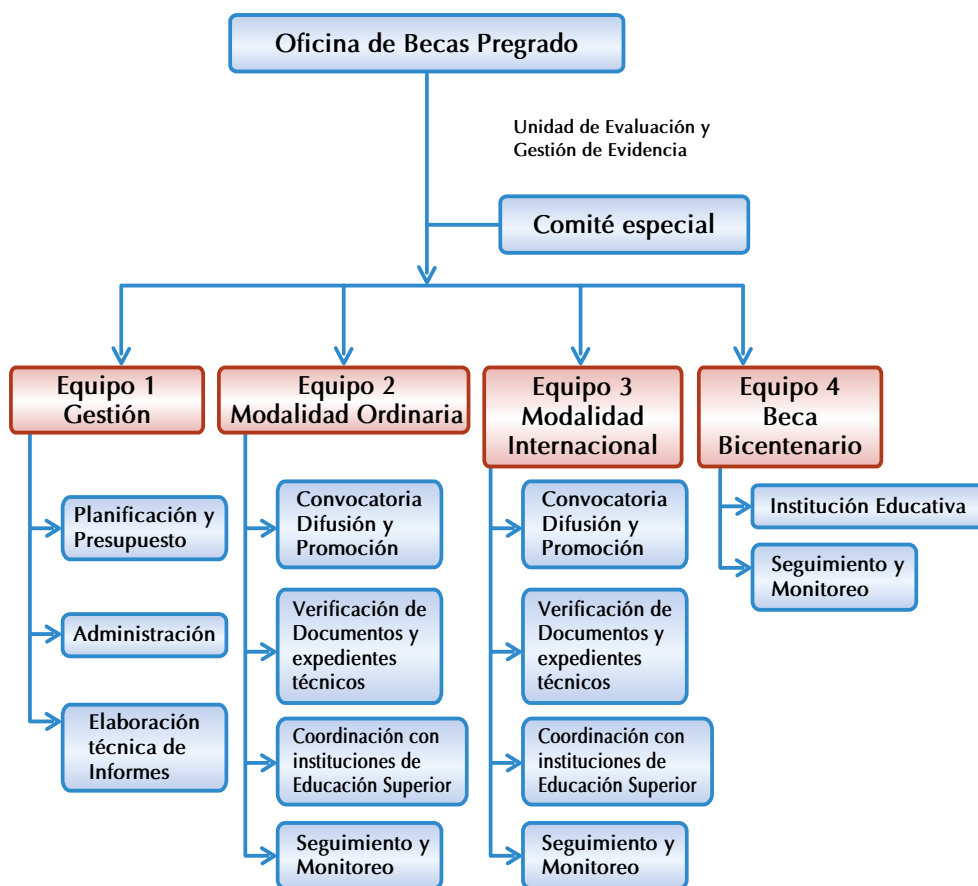 Oficina de Becas Pregrado
Unidad de Evaluación y
Gestión de Evidencia
Comité especial
Equipo 1
Gestión
Planificación y
Presupuesto
Administración
Elaboración
técnica de
Informes
Equipo 2
Modalidad Ordinaria
Convocatoria
Difusión y
Promoción
Verificación de
Documentos y
expedientes
técnicos
Coordinación con
instituciones de
Educación Superior
Seguimiento y
Monitoreo
Equipo 3
Modalidad
Internacional
Convocatoria
Difusión y
Promoción
Verificación de
Documentos y
expedientes
técnicos
Coordinación con
instituciones de
Educación Superior
Seguimiento y
Monitoreo
Equipo 4
Beca
Bicentenario
Institución Educativa
Seguimiento y
Monitoreo